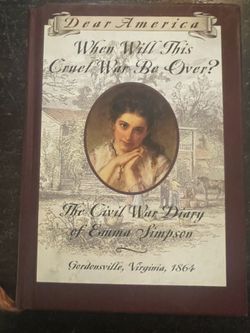 Dear America
When Will This
Cruel War Be Over?
The Civil War Diary
of Emma Simpson
Gordonsville, Virginia, 1864